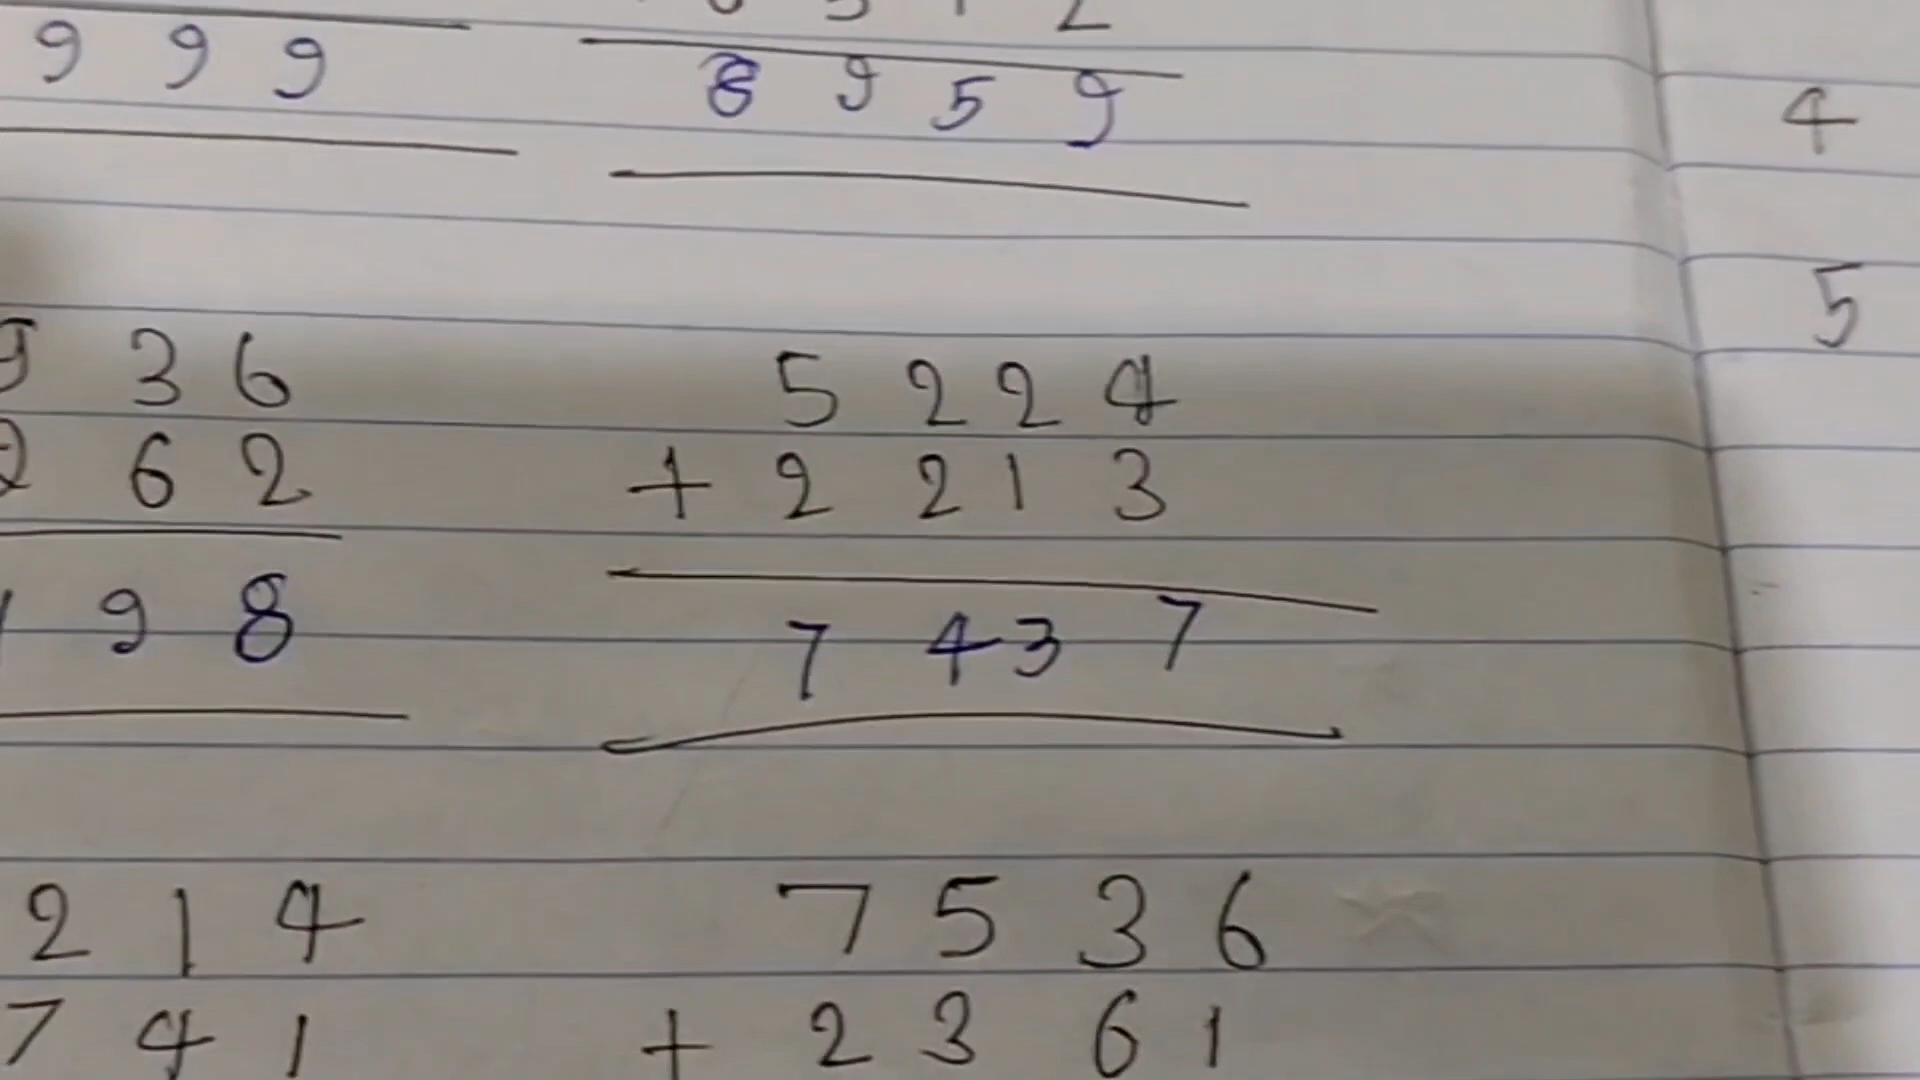 9 9 9
8 9 5 9
4
5
3 6
6 2
9 8
5 2 2 4
+ 2 2 1 3
7 4 3 7
2 1 4
7 4 1
7 5 3 6
+ 2 3 6 1